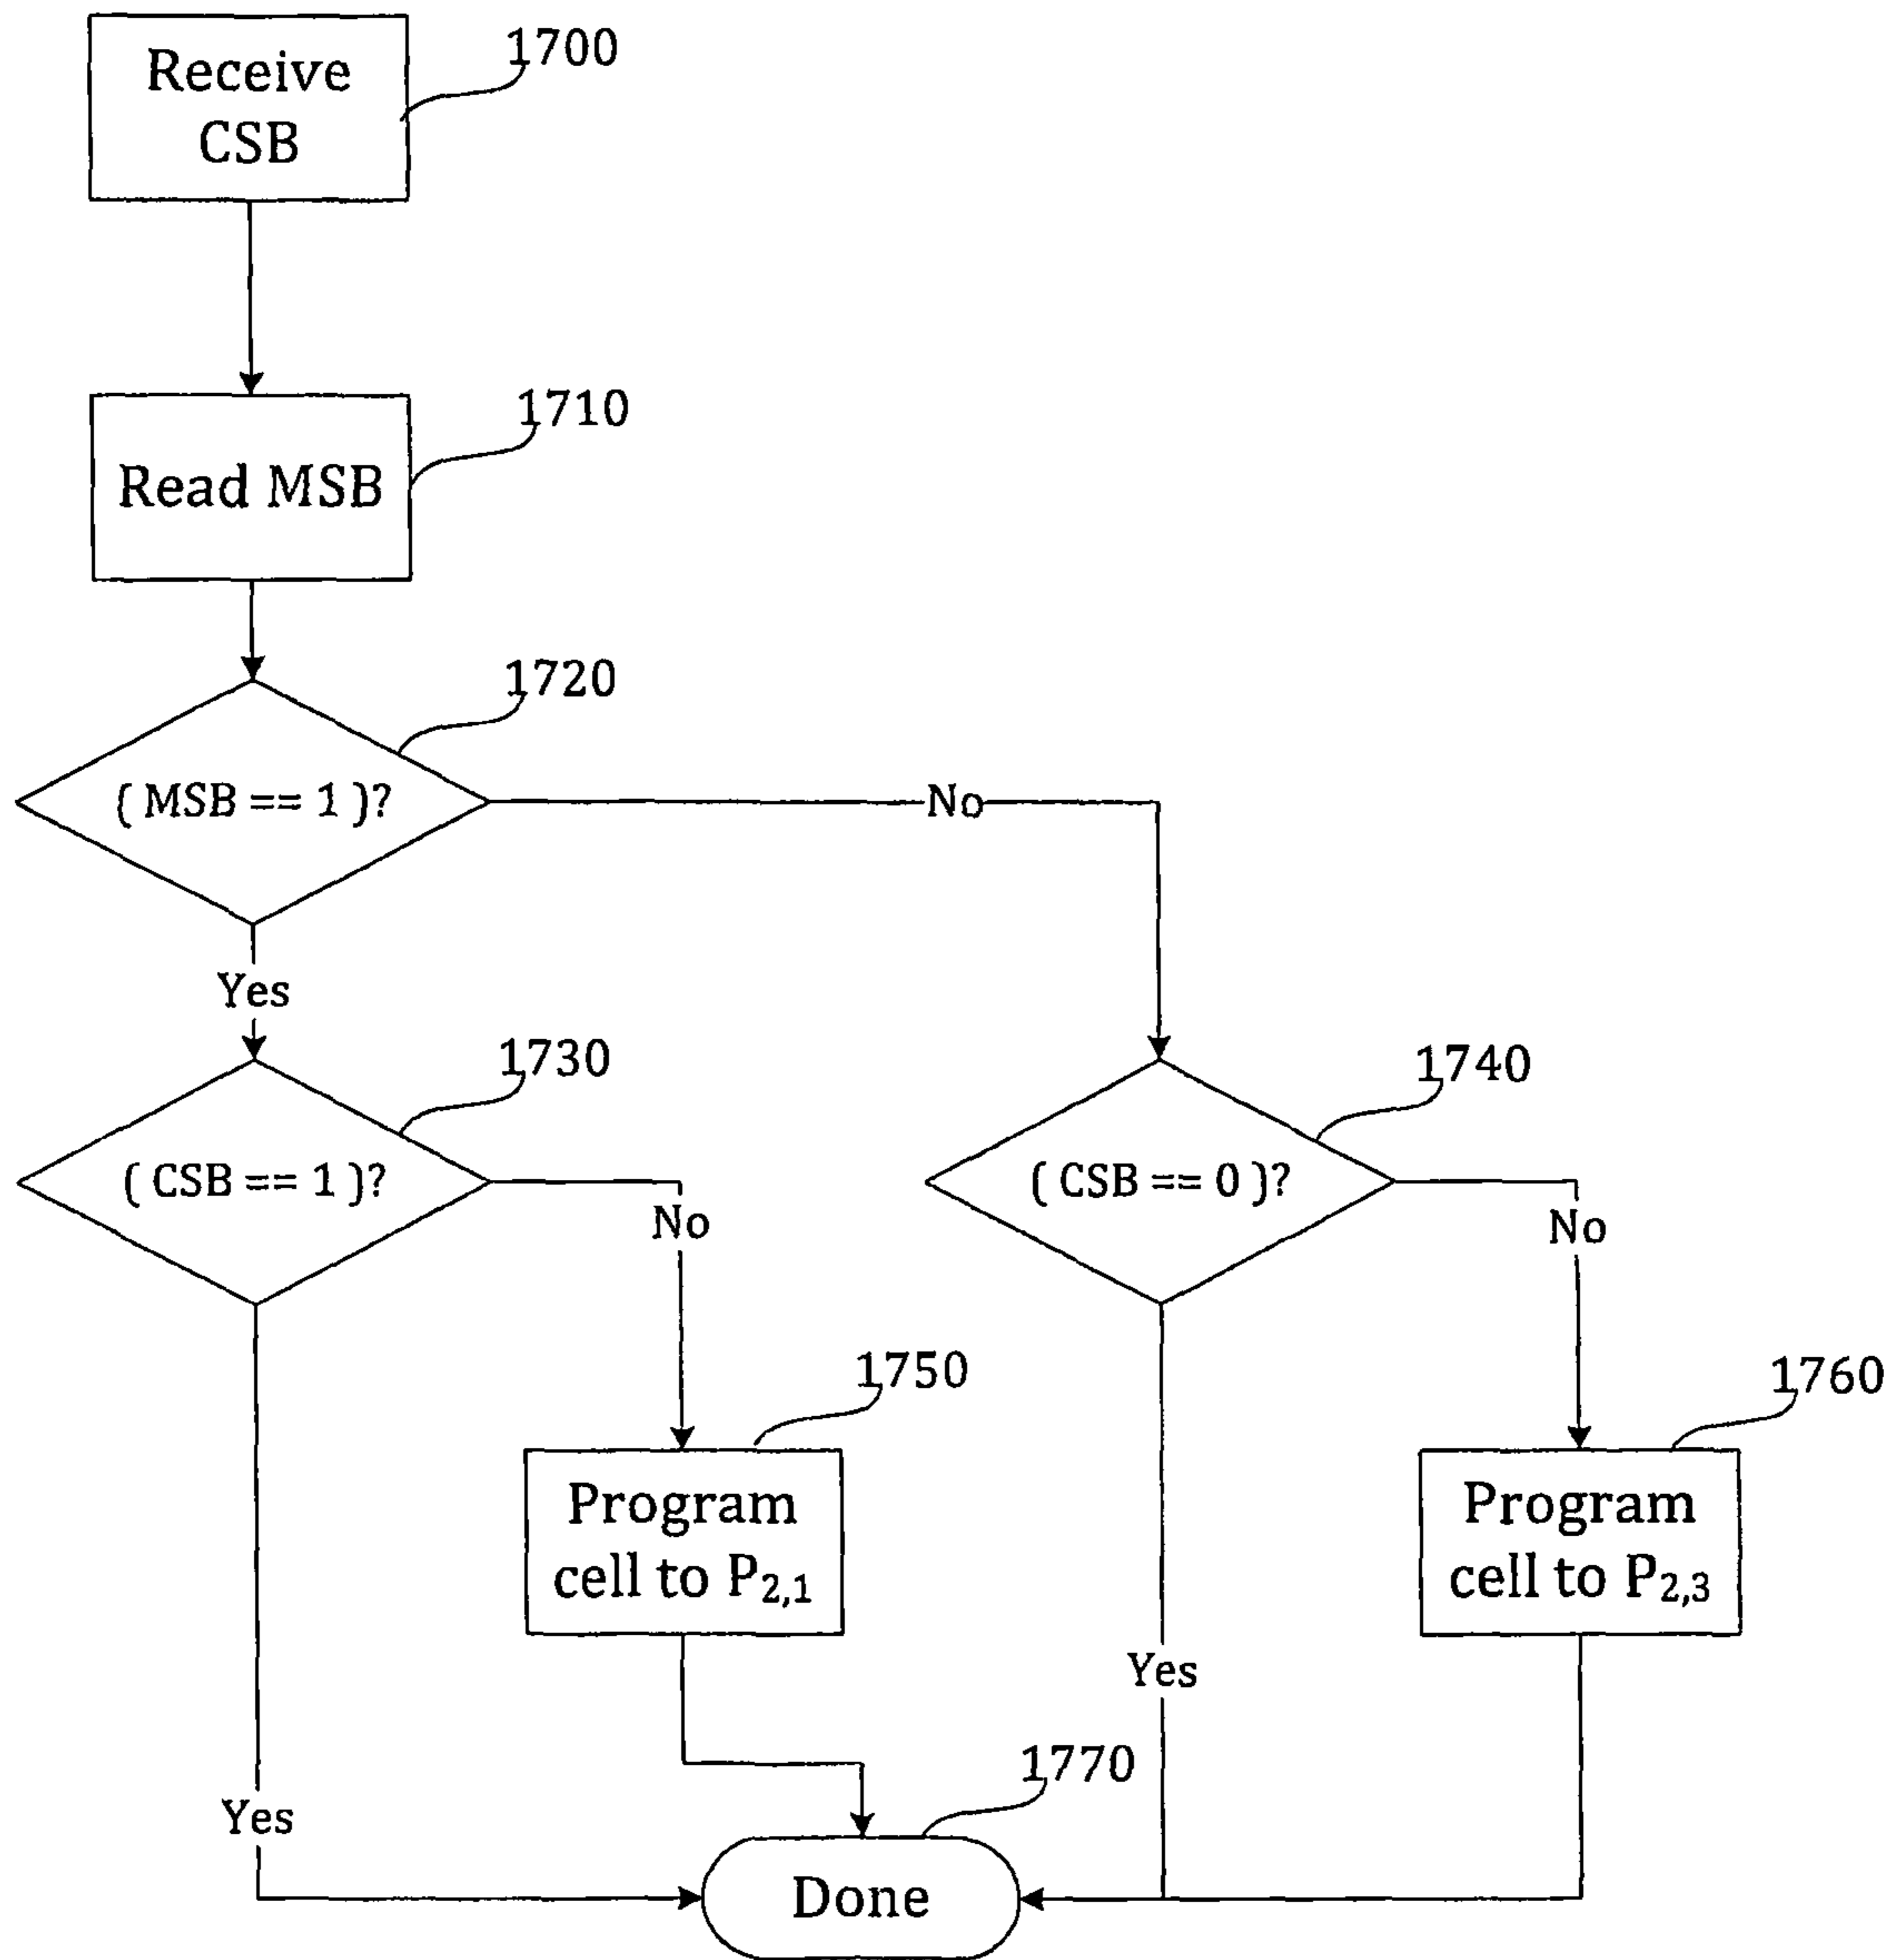 Receive
CSB
1700
Read MSB
1710
( MSB == 1 )?
1720
No
Yes
( CSB == 1 )?
1730
No
( CSB == 0 )?
1740
No
Program
cell to P2,1
1750
Yes
Program
cell to P2,3
1760
Yes
Done
1770